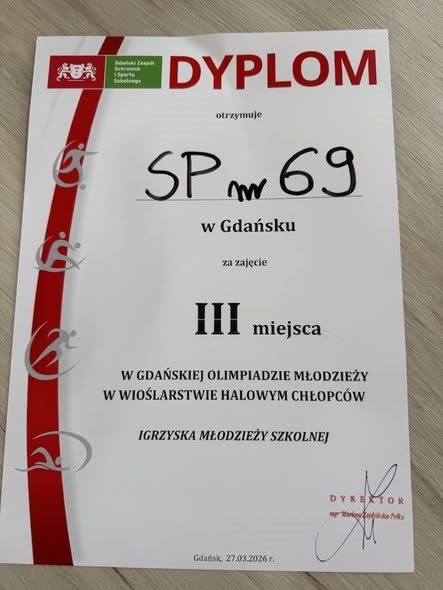 Gdański Zespół
Schronisk
i Sportu
Szkolnego
DYPLOM
otrzymuje
SP nr 69
w Gdańsku
za zajęcie
III miejsca
W GDAŃSKIEJ OLIMPIADZIE MŁODZIEŻY
W WIOŚLARSTWIE HALOWYM CHŁOPCÓW
IGRZYSKA MŁODZIEŻY SZKOLNEJ
DYREKTOR
mgr
Gdańsk, 27.03.2026 r.